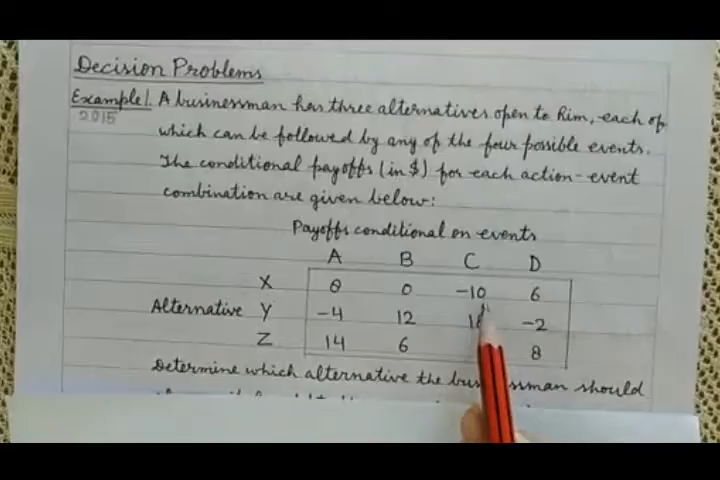 Decision Problems
Example 1. A businessman has three alternatives open to him, each of
2015 which can be followed by any of the four possible events.
The conditional payoffs (in $) for each action-event
combination are given below:
Payoffs conditional on events
A B C D
X 0 -10 6
Alternative Y -4 12 -2
Z 14 6 8
Determine which alternative the businessman should